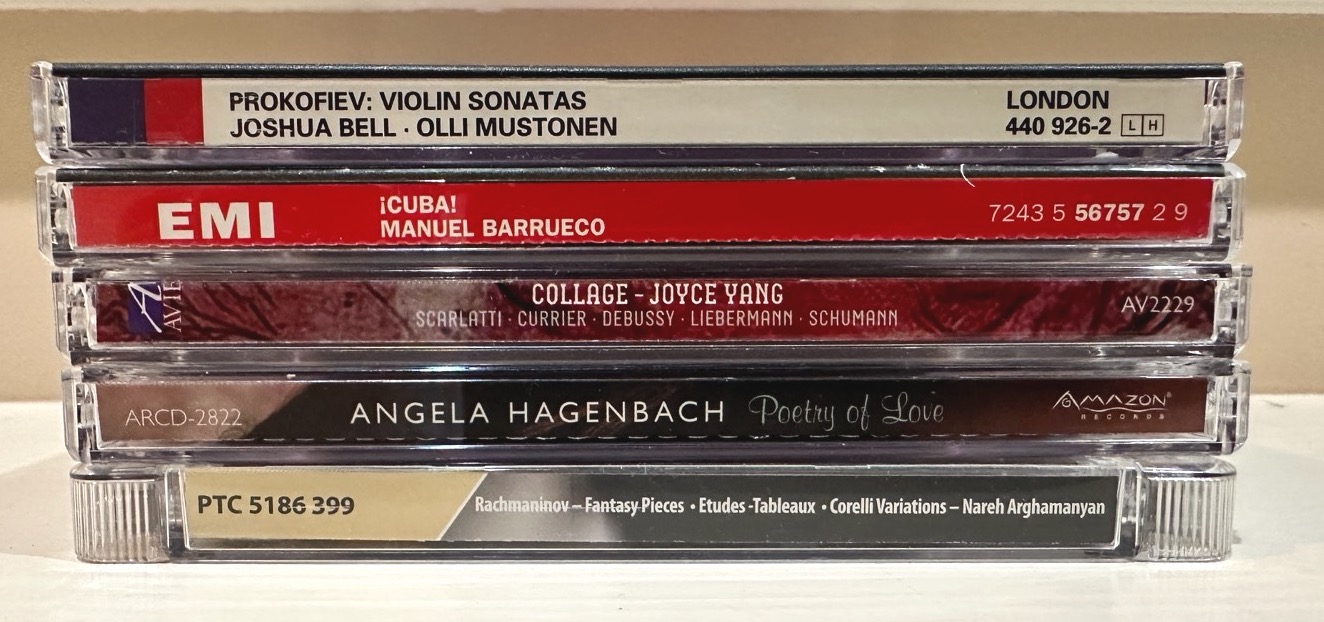 PROKOFIEV: VIOLIN SONATAS
JOSHUA BELL · OLLI MUSTONEN
LONDON
440 926-2 L H
EMI
¡CUBA!
MANUEL BARRUECO
7243 5 56757 2 9
AVIE
COLLAGE - JOYCE YANG
SCARLATTI · CURRIER · DEBUSSY · LIEBERMANN · SCHUMANN
AV2229
ARCD-2822
ANGELA HAGENBACH Poetry of Love
AMAZON®
RECORDS
PTC 5186 399
Rachmaninov – Fantasy Pieces • Etudes -Tableaux • Corelli Variations – Nareh Arghamanyan